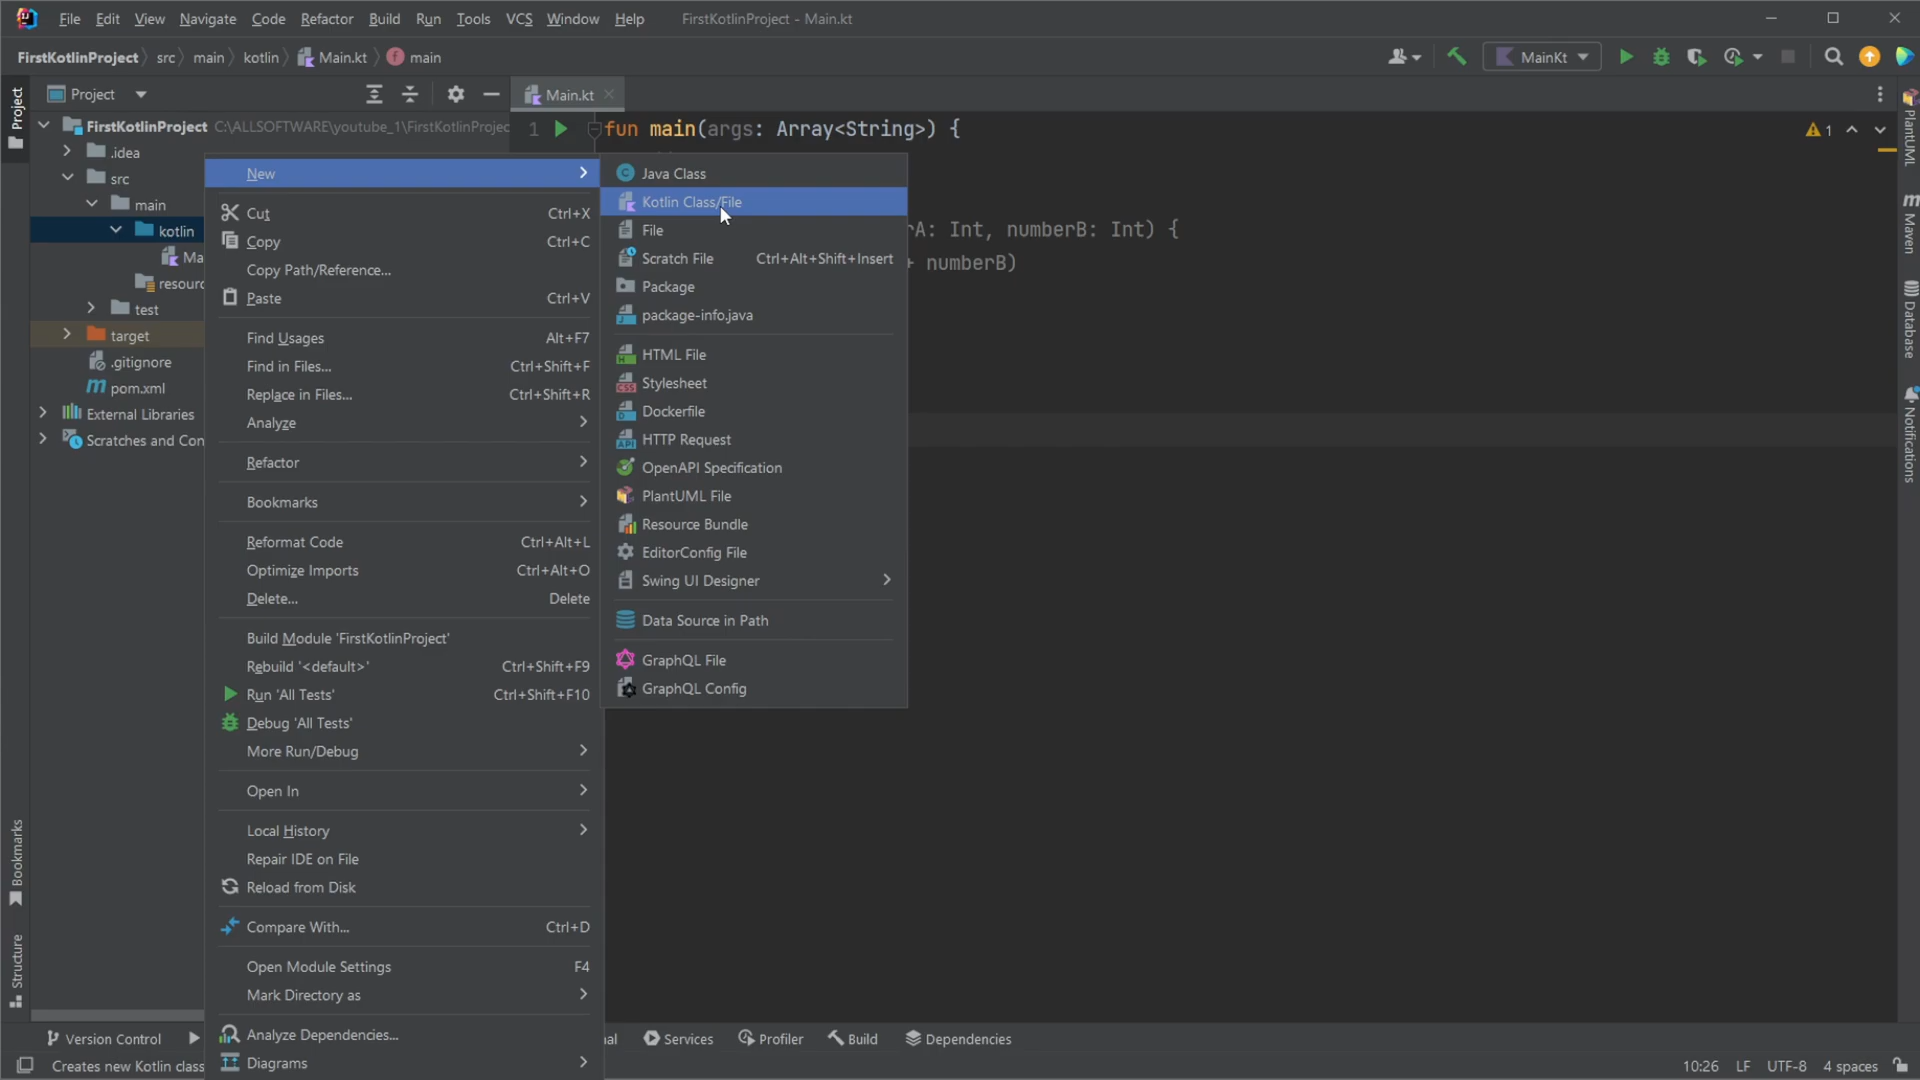 File Edit View Navigate Code Refactor Build Run Tools VCS Window Help FirstKotlinProject - Main.kt
FirstKotlinProject src main kotlin Main.kt main MainKt
Project
Main.kt
Project
FirstKotlinProject C:\ALLSOFTWARE\youtube_1\FirstKotlinProjec
.idea
src
main
kotlin
Ma
resourc
test
target
.gitignore
pom.xml
External Libraries
Scratches and Con
1 fun main(args: Array<String>) {
1
A: Int, numberB: Int) {
+ numberB)
New
Cut Ctrl+X
Copy Ctrl+C
Copy Path/Reference...
Paste Ctrl+V
Find Usages Alt+F7
Find in Files... Ctrl+Shift+F
Replace in Files... Ctrl+Shift+R
Analyze
Refactor
Bookmarks
Reformat Code Ctrl+Alt+L
Optimize Imports Ctrl+Alt+O
Delete... Delete
Build Module 'FirstKotlinProject'
Rebuild '<default>' Ctrl+Shift+F9
Run 'All Tests' Ctrl+Shift+F10
Debug 'All Tests'
More Run/Debug
Open In
Local History
Repair IDE on File
Reload from Disk
Compare With... Ctrl+D
Open Module Settings F4
Mark Directory as
Analyze Dependencies...
Diagrams
Java Class
Kotlin Class/File
File
Scratch File Ctrl+Alt+Shift+Insert
Package
package-info.java
HTML File
Stylesheet
Dockerfile
HTTP Request
OpenAPI Specification
PlantUML File
Resource Bundle
EditorConfig File
Swing UI Designer
Data Source in Path
GraphQL File
GraphQL Config
PlantUML
Maven
Database
Notifications
Bookmarks
Structure
Version Control
al Services Profiler Build Dependencies
Creates new Kotlin class
10:26 LF UTF-8 4 spaces